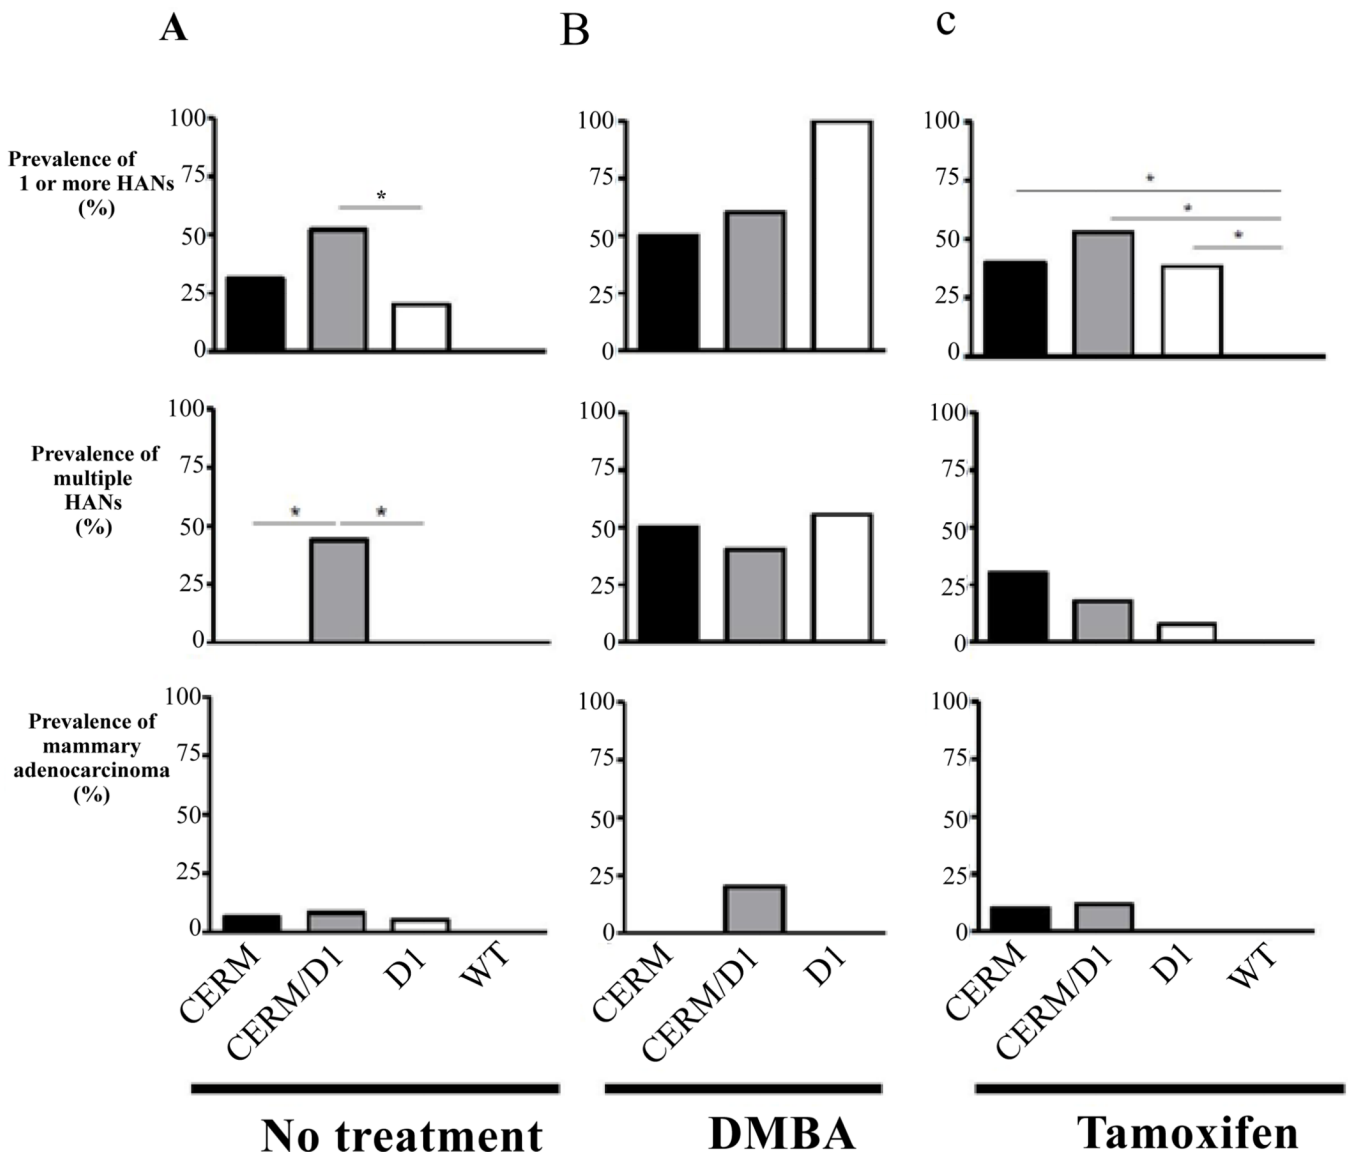 A
B
c
Prevalence of
1 or more HANs
(%)
100
75
50
25
0
*
100
75
50
25
0
100
75
50
25
0
*
*
*
Prevalence of
multiple
HANs
(%)
100
75
50
25
0
*
*
100
75
50
25
0
100
75
50
25
0
Prevalence of
mammary
adenocarcinoma
(%)
100
75
50
25
0
100
75
50
25
0
100
75
50
25
0
CERM
CERM/D1
D1
WT
CERM
CERM/D1
D1
CERM
CERM/D1
D1
WT
No treatment
DMBA
Tamoxifen